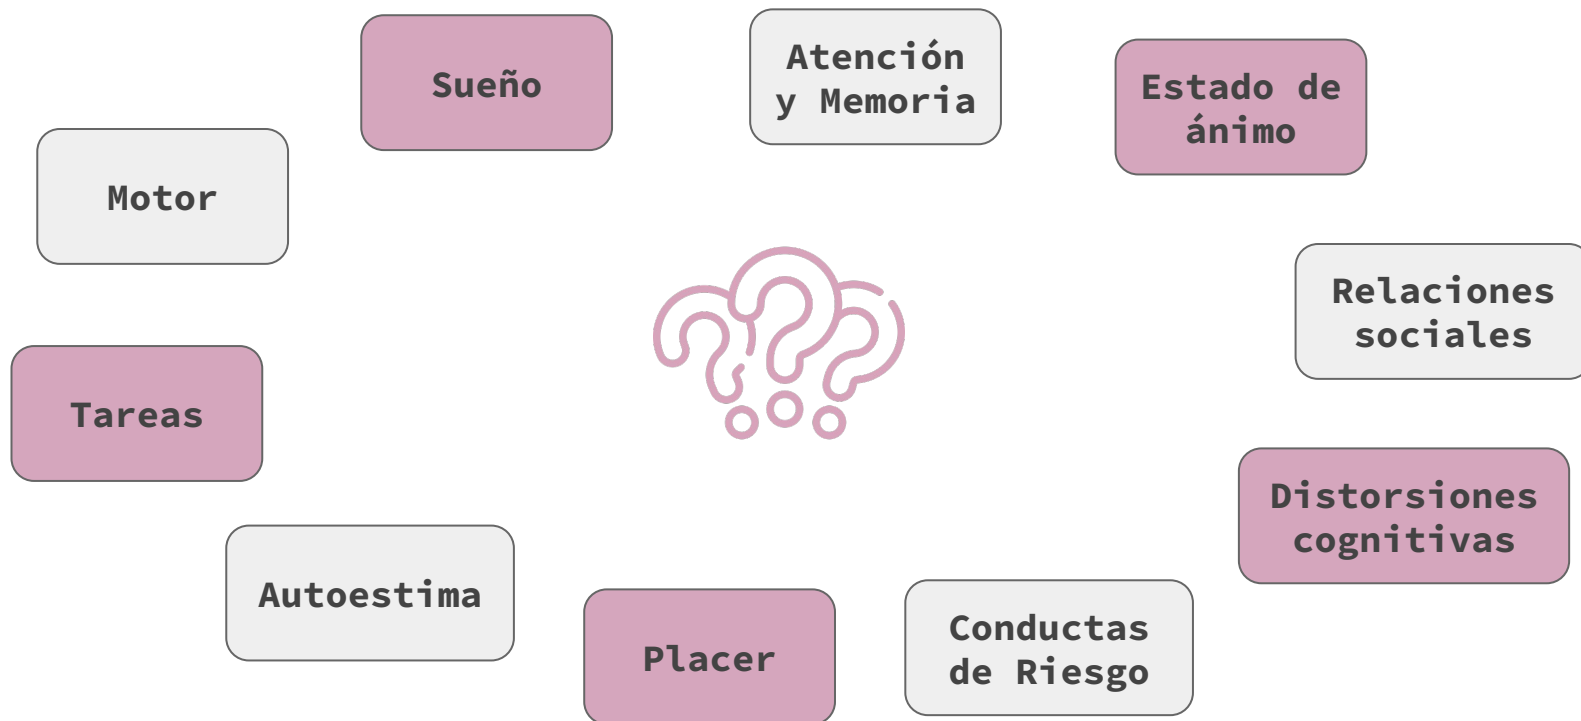 Sueño
Atención
y Memoria
Estado de
ánimo
Motor
Relaciones
sociales
Tareas
Distorsiones
cognitivas
Autoestima
Placer
Conductas
de Riesgo